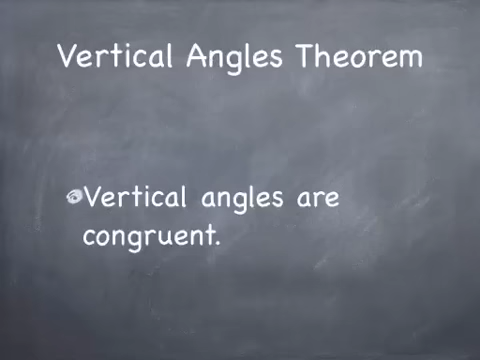 Vertical Angles Theorem
Vertical angles are
congruent.